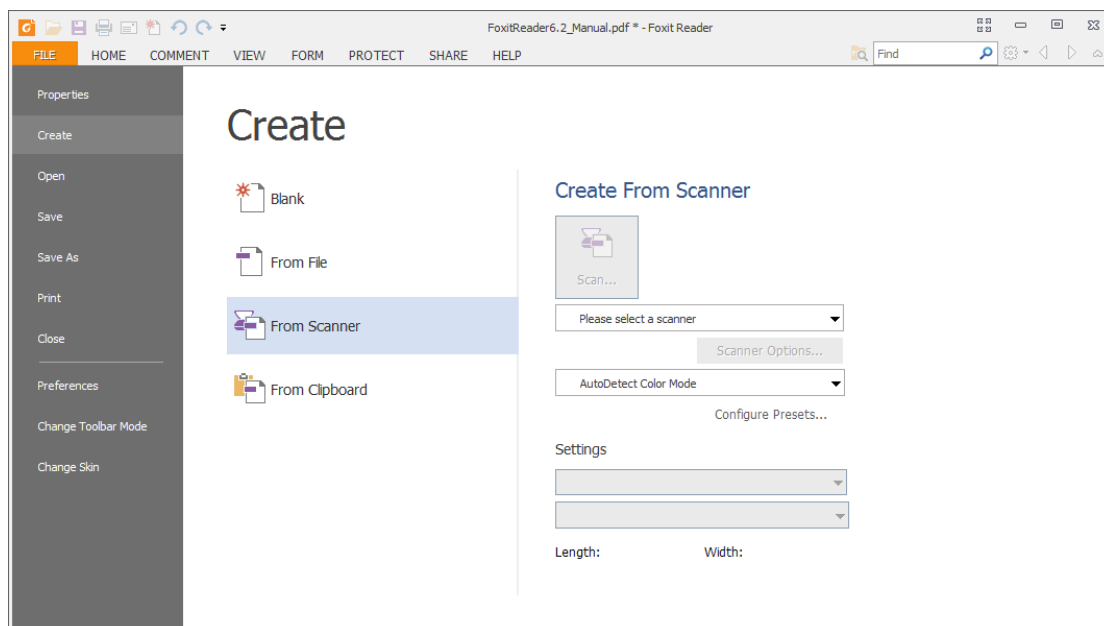 FoxitReader6.2_Manual.pdf * - Foxit Reader
FILE HOME COMMENT VIEW FORM PROTECT SHARE HELP Find
Properties
Create
Open
Save
Save As
Print
Close
Preferences
Change Toolbar Mode
Change Skin
Create
Blank
From File
From Scanner
From Clipboard
Create From Scanner
Scan...
Please select a scanner
Scanner Options...
AutoDetect Color Mode
Configure Presets...
Settings
Length: Width: